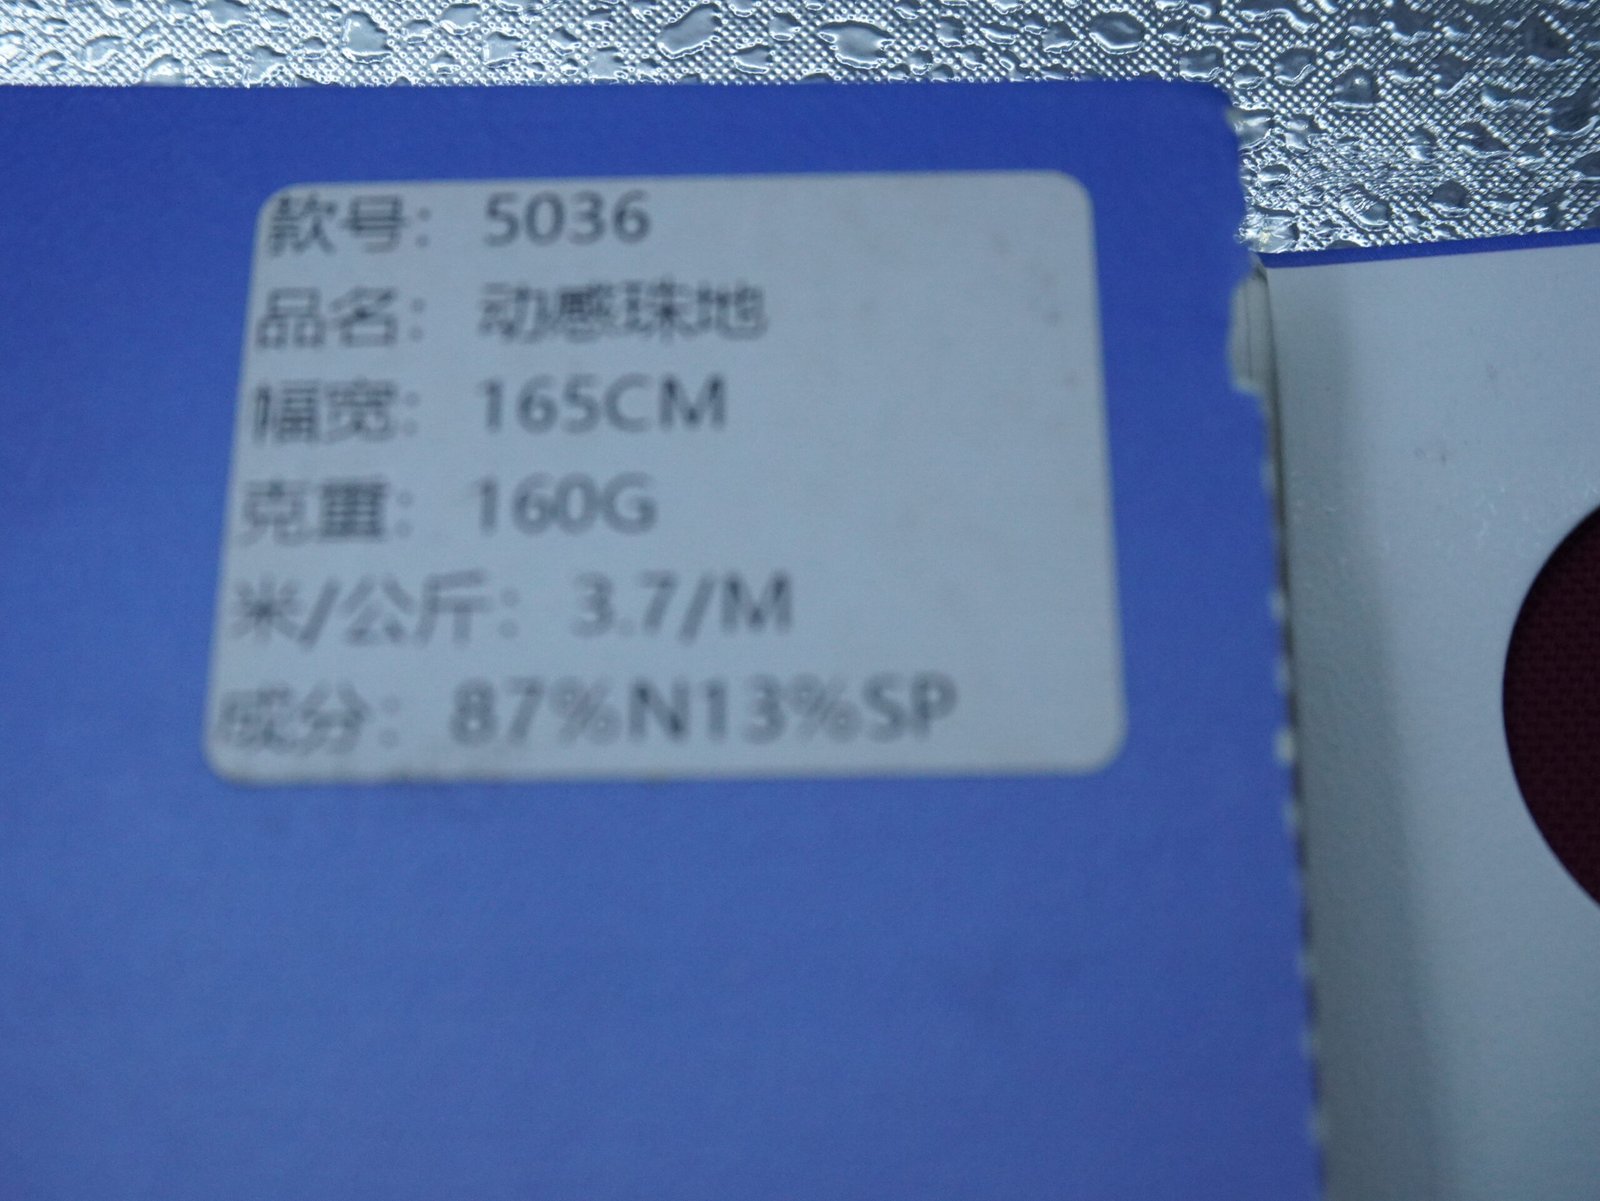 款号：5036
品名：动感珠地
幅宽：165CM
克重：160G
米/公斤：3.7/M
成分：87%N13%SP